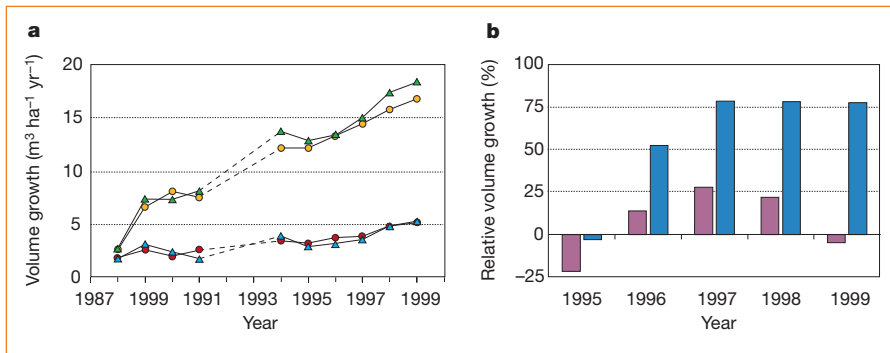 a
Volume growth (m³ ha⁻¹ yr⁻¹)
20
15
10
5
0
1987 1989 1991 1993 1995 1997 1999
Year
b
Relative volume growth (%)
100
75
50
25
0
–25
1995 1996 1997 1998 1999
Year